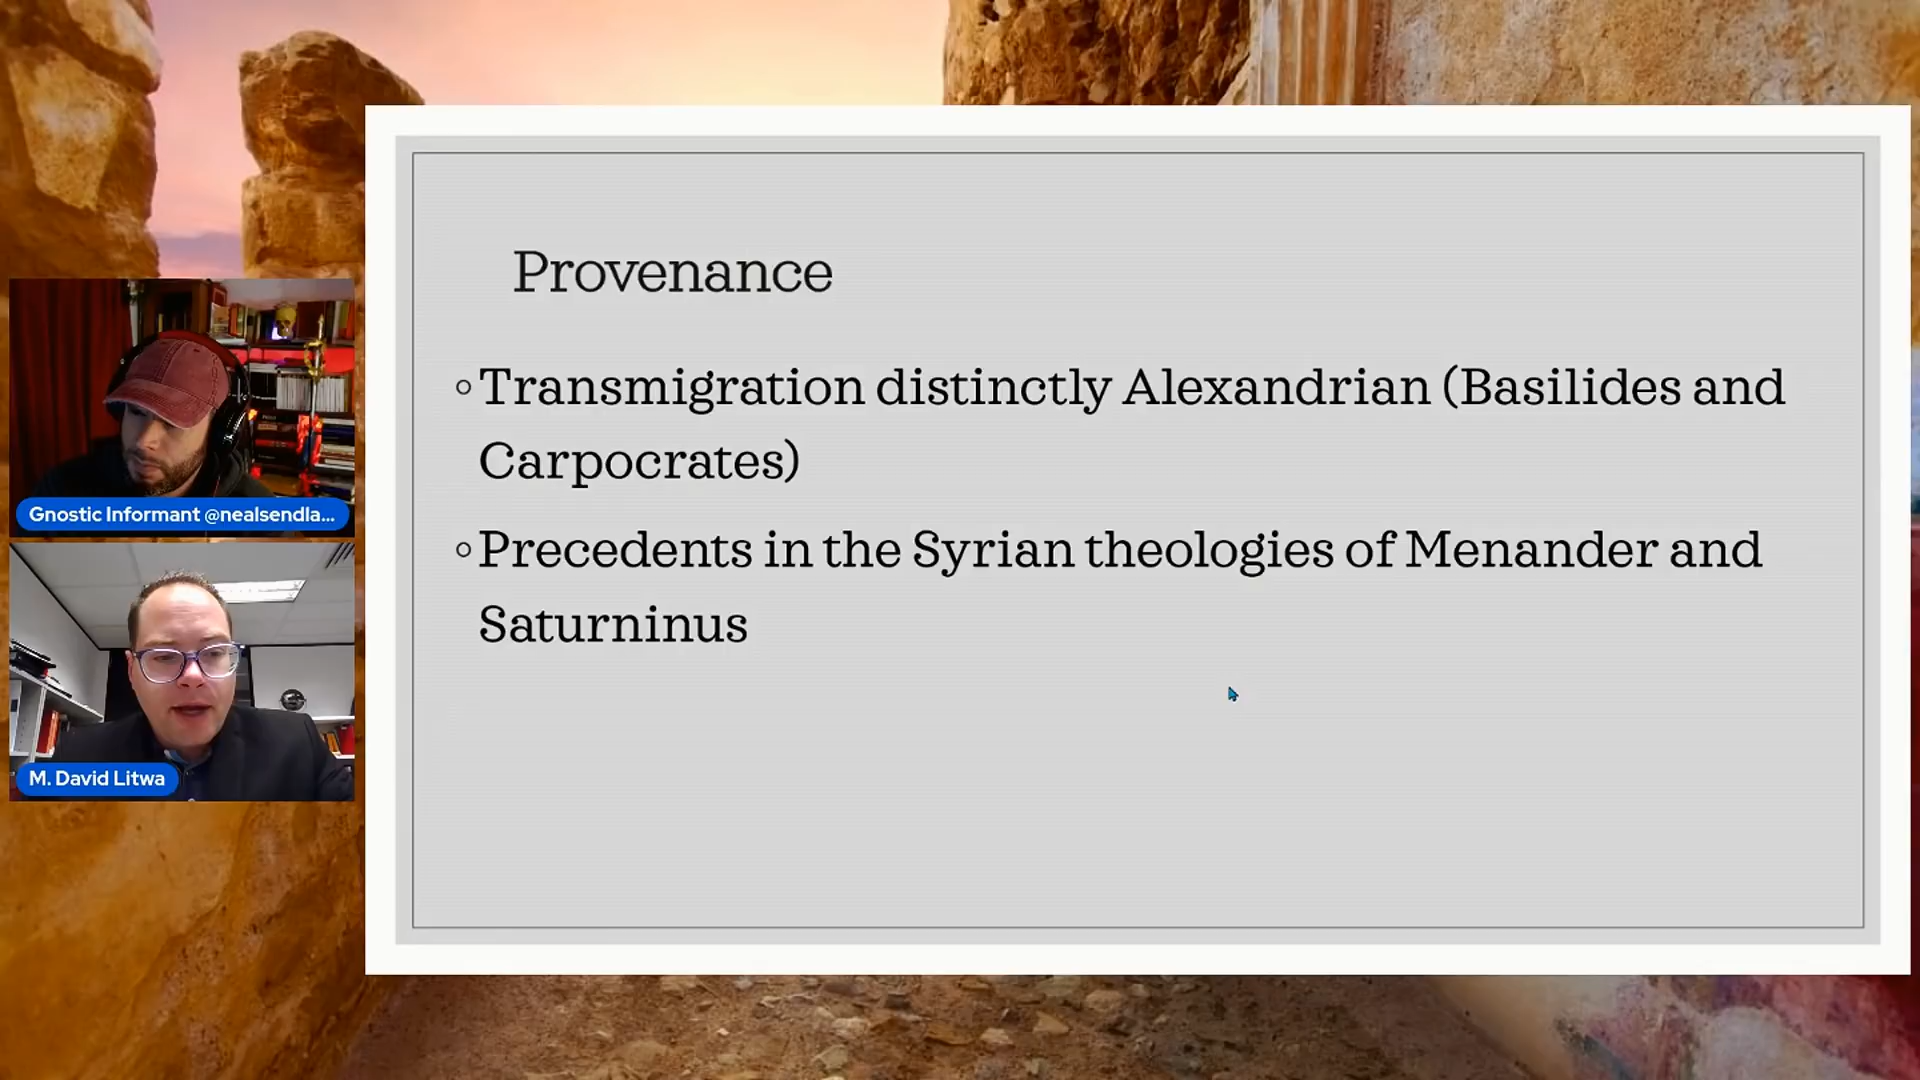 Provenance
Transmigration distinctly Alexandrian (Basilides and
Carpocrates)
Precedents in the Syrian theologies of Menander and
Saturninus
Gnostic Informant @nealsendla...
M. David Litwa